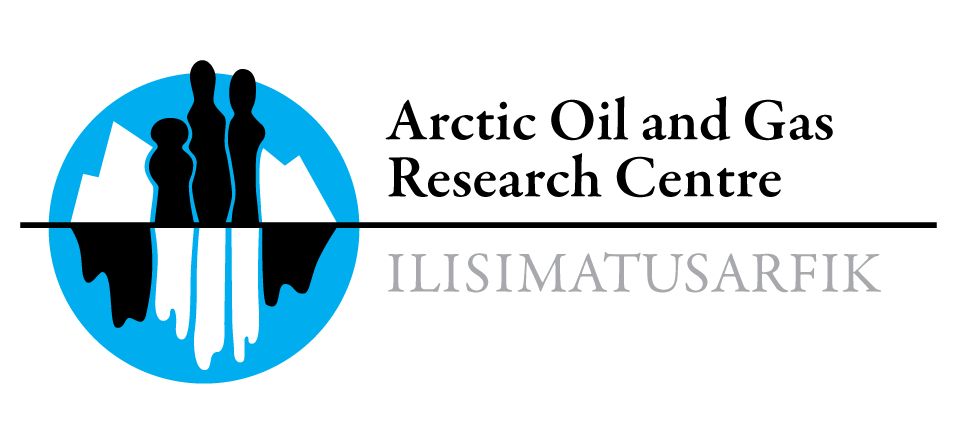 Arctic Oil and Gas
Research Centre
ILISIMATUSARFIK